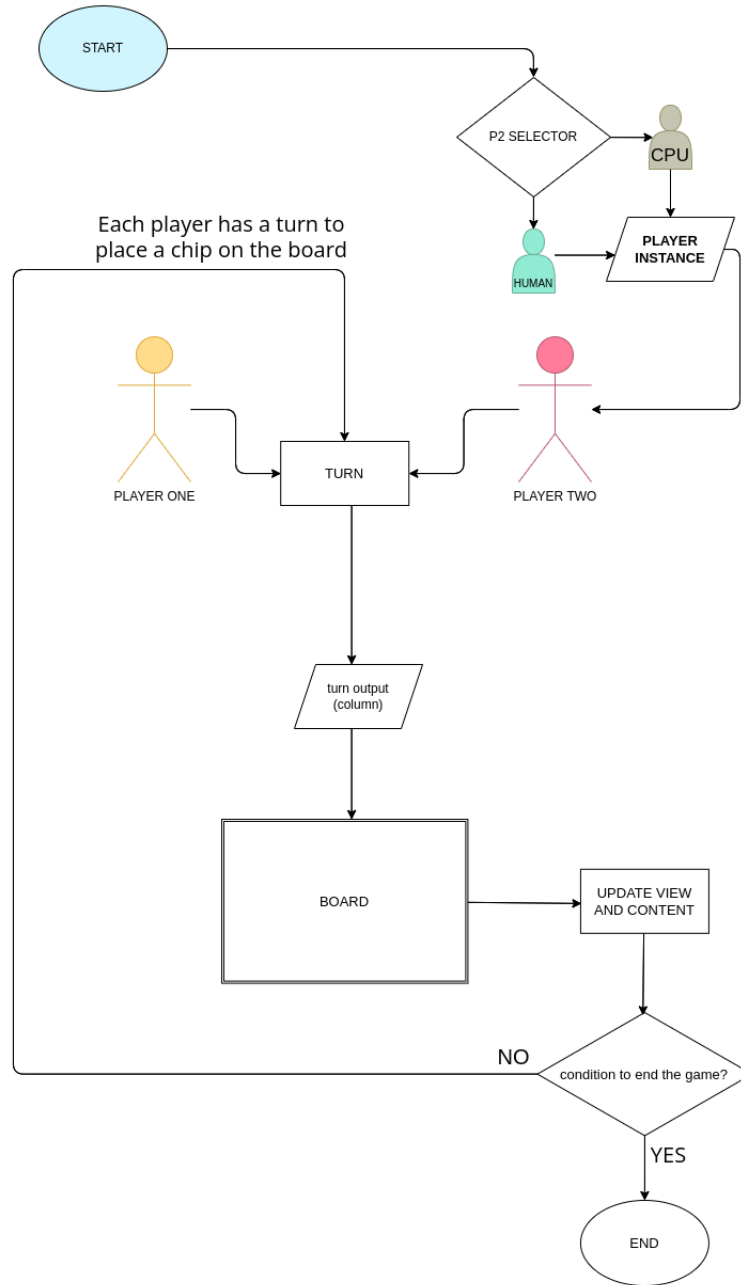 START
P2 SELECTOR
CPU
HUMAN
PLAYER
INSTANCE
Each player has a turn to
place a chip on the board
PLAYER ONE
TURN
PLAYER TWO
turn output
(column)
BOARD
UPDATE VIEW
AND CONTENT
NO
condition to end the game?
YES
END